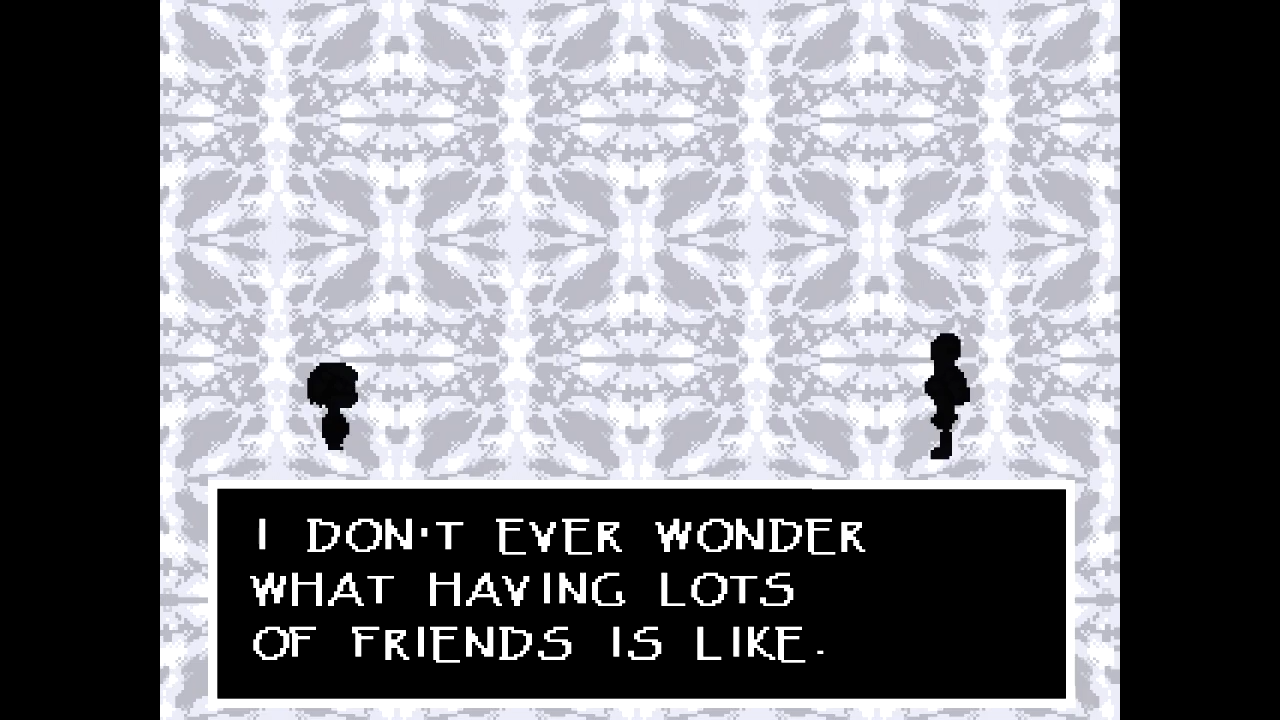 I DON'T EVER WONDER
WHAT HAVING LOTS
OF FRIENDS IS LIKE.